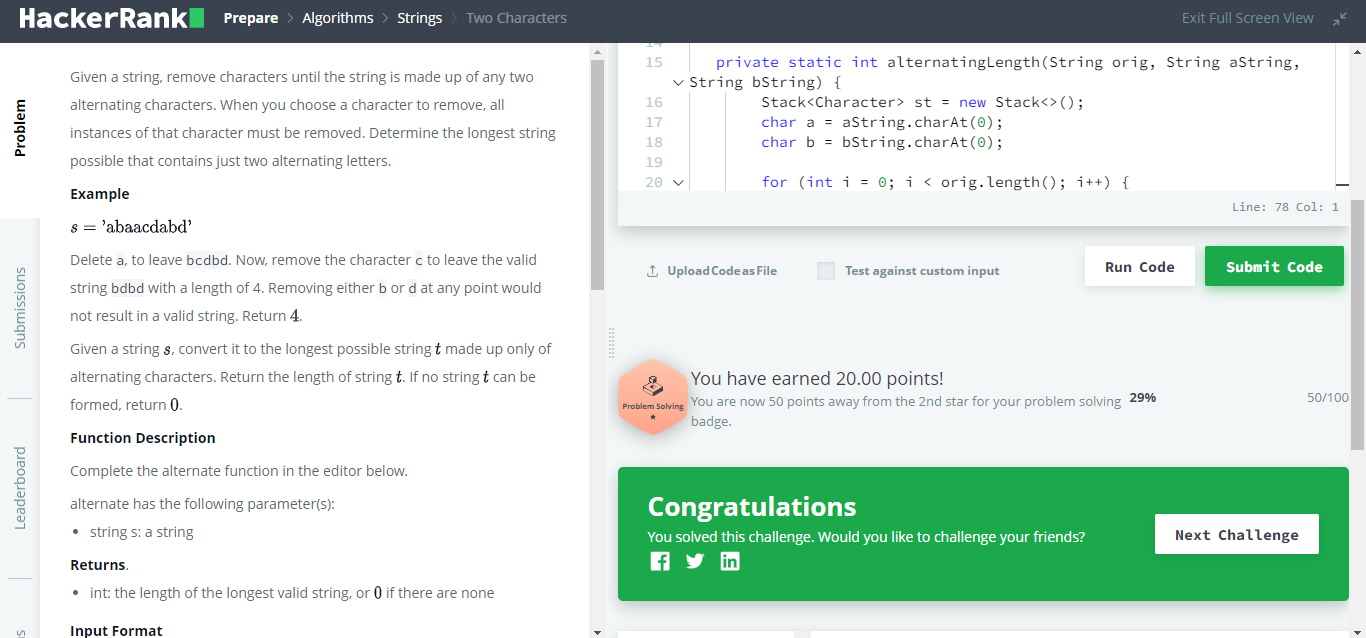 HackerRank
Prepare > Algorithms > Strings > Two Characters
Exit Full Screen View
Problem
Submissions
Leaderboard
Given a string, remove characters until the string is made up of any two
alternating characters. When you choose a character to remove, all
instances of that character must be removed. Determine the longest string
possible that contains just two alternating letters.
Example
s = 'abaacdabd'
Delete a, to leave bcdbd. Now, remove the character c to leave the valid
string bdbd with a length of 4. Removing either b or d at any point would
not result in a valid string. Return 4.
Given a string s, convert it to the longest possible string t made up only of
alternating characters. Return the length of string t. If no string t can be
formed, return 0.
Function Description
Complete the alternate function in the editor below.
alternate has the following parameter(s):
• string s: a string
Returns.
• int: the length of the longest valid string, or 0 if there are none
Input Format
14
15 private static int alternatingLength(String orig, String aString,
String bString) {
16 Stack<Character> st = new Stack<>();
17 char a = aString.charAt(0);
18 char b = bString.charAt(0);
19
20 for (int i = 0; i < orig.length(); i++) {
Line: 78 Col: 1
Upload Code as File
Test against custom input
Run Code
Submit Code
Problem Solving
You have earned 20.00 points!
You are now 50 points away from the 2nd star for your problem solving
badge.
29%
50/100
Congratulations
You solved this challenge. Would you like to challenge your friends?
Next Challenge